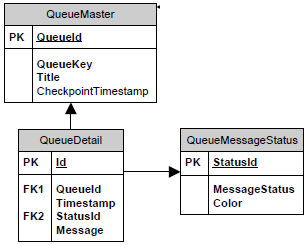 QueueMaster
PK QueueId
QueueKey
Title
CheckpointTimestamp
QueueDetail
PK Id
FK1 QueueId
Timestamp
FK2 StatusId
Message
QueueMessageStatus
PK StatusId
MessageStatus
Color